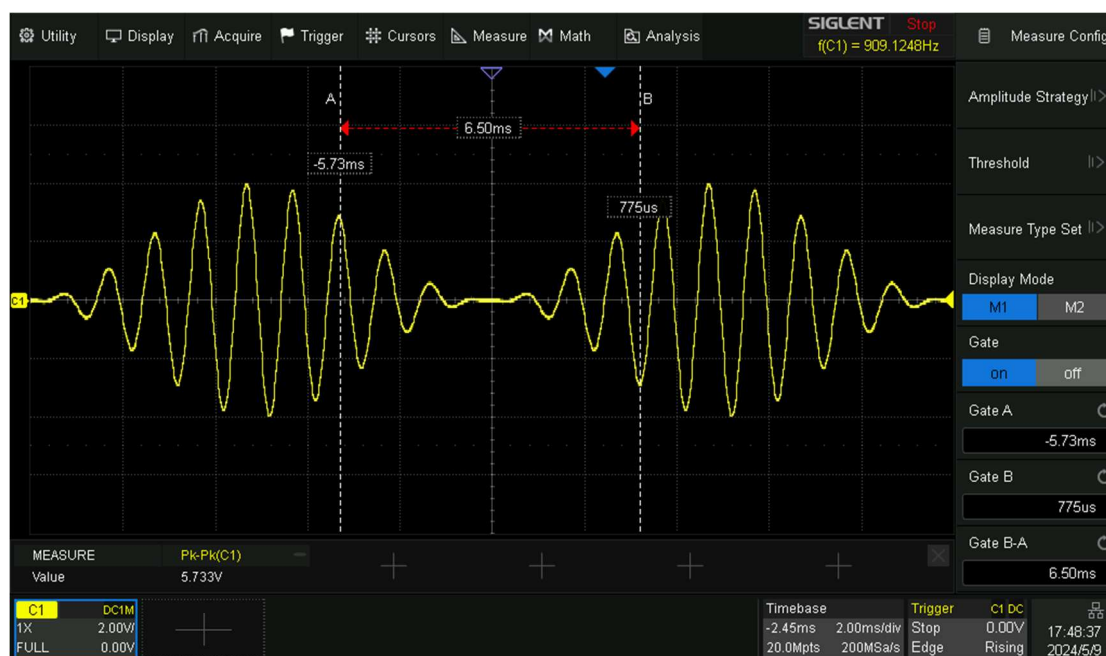 Utility Display Acquire Trigger Cursors Measure Math Analysis
SIGLENT Stop
f(C1) = 909.1248Hz
Measure Config
A
B
6.50ms
-5.73ms
775us
C1
Amplitude Strategy
Threshold
Measure Type Set
Display Mode
M1 M2
Gate
on off
Gate A
-5.73ms
Gate B
775us
Gate B-A
6.50ms
MEASURE Pk-Pk(C1)
Value 5.733V
C1 DC1M
1X 2.00V/
FULL 0.00V
Timebase
-2.45ms 2.00ms/div
20.0Mpts 200MSa/s
Trigger C1 DC
Stop 0.00V
Edge Rising
17:48:37
2024/5/9